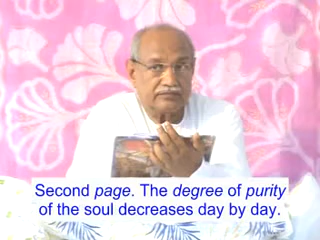 Second page. The degree of purity
of the soul decreases day by day.